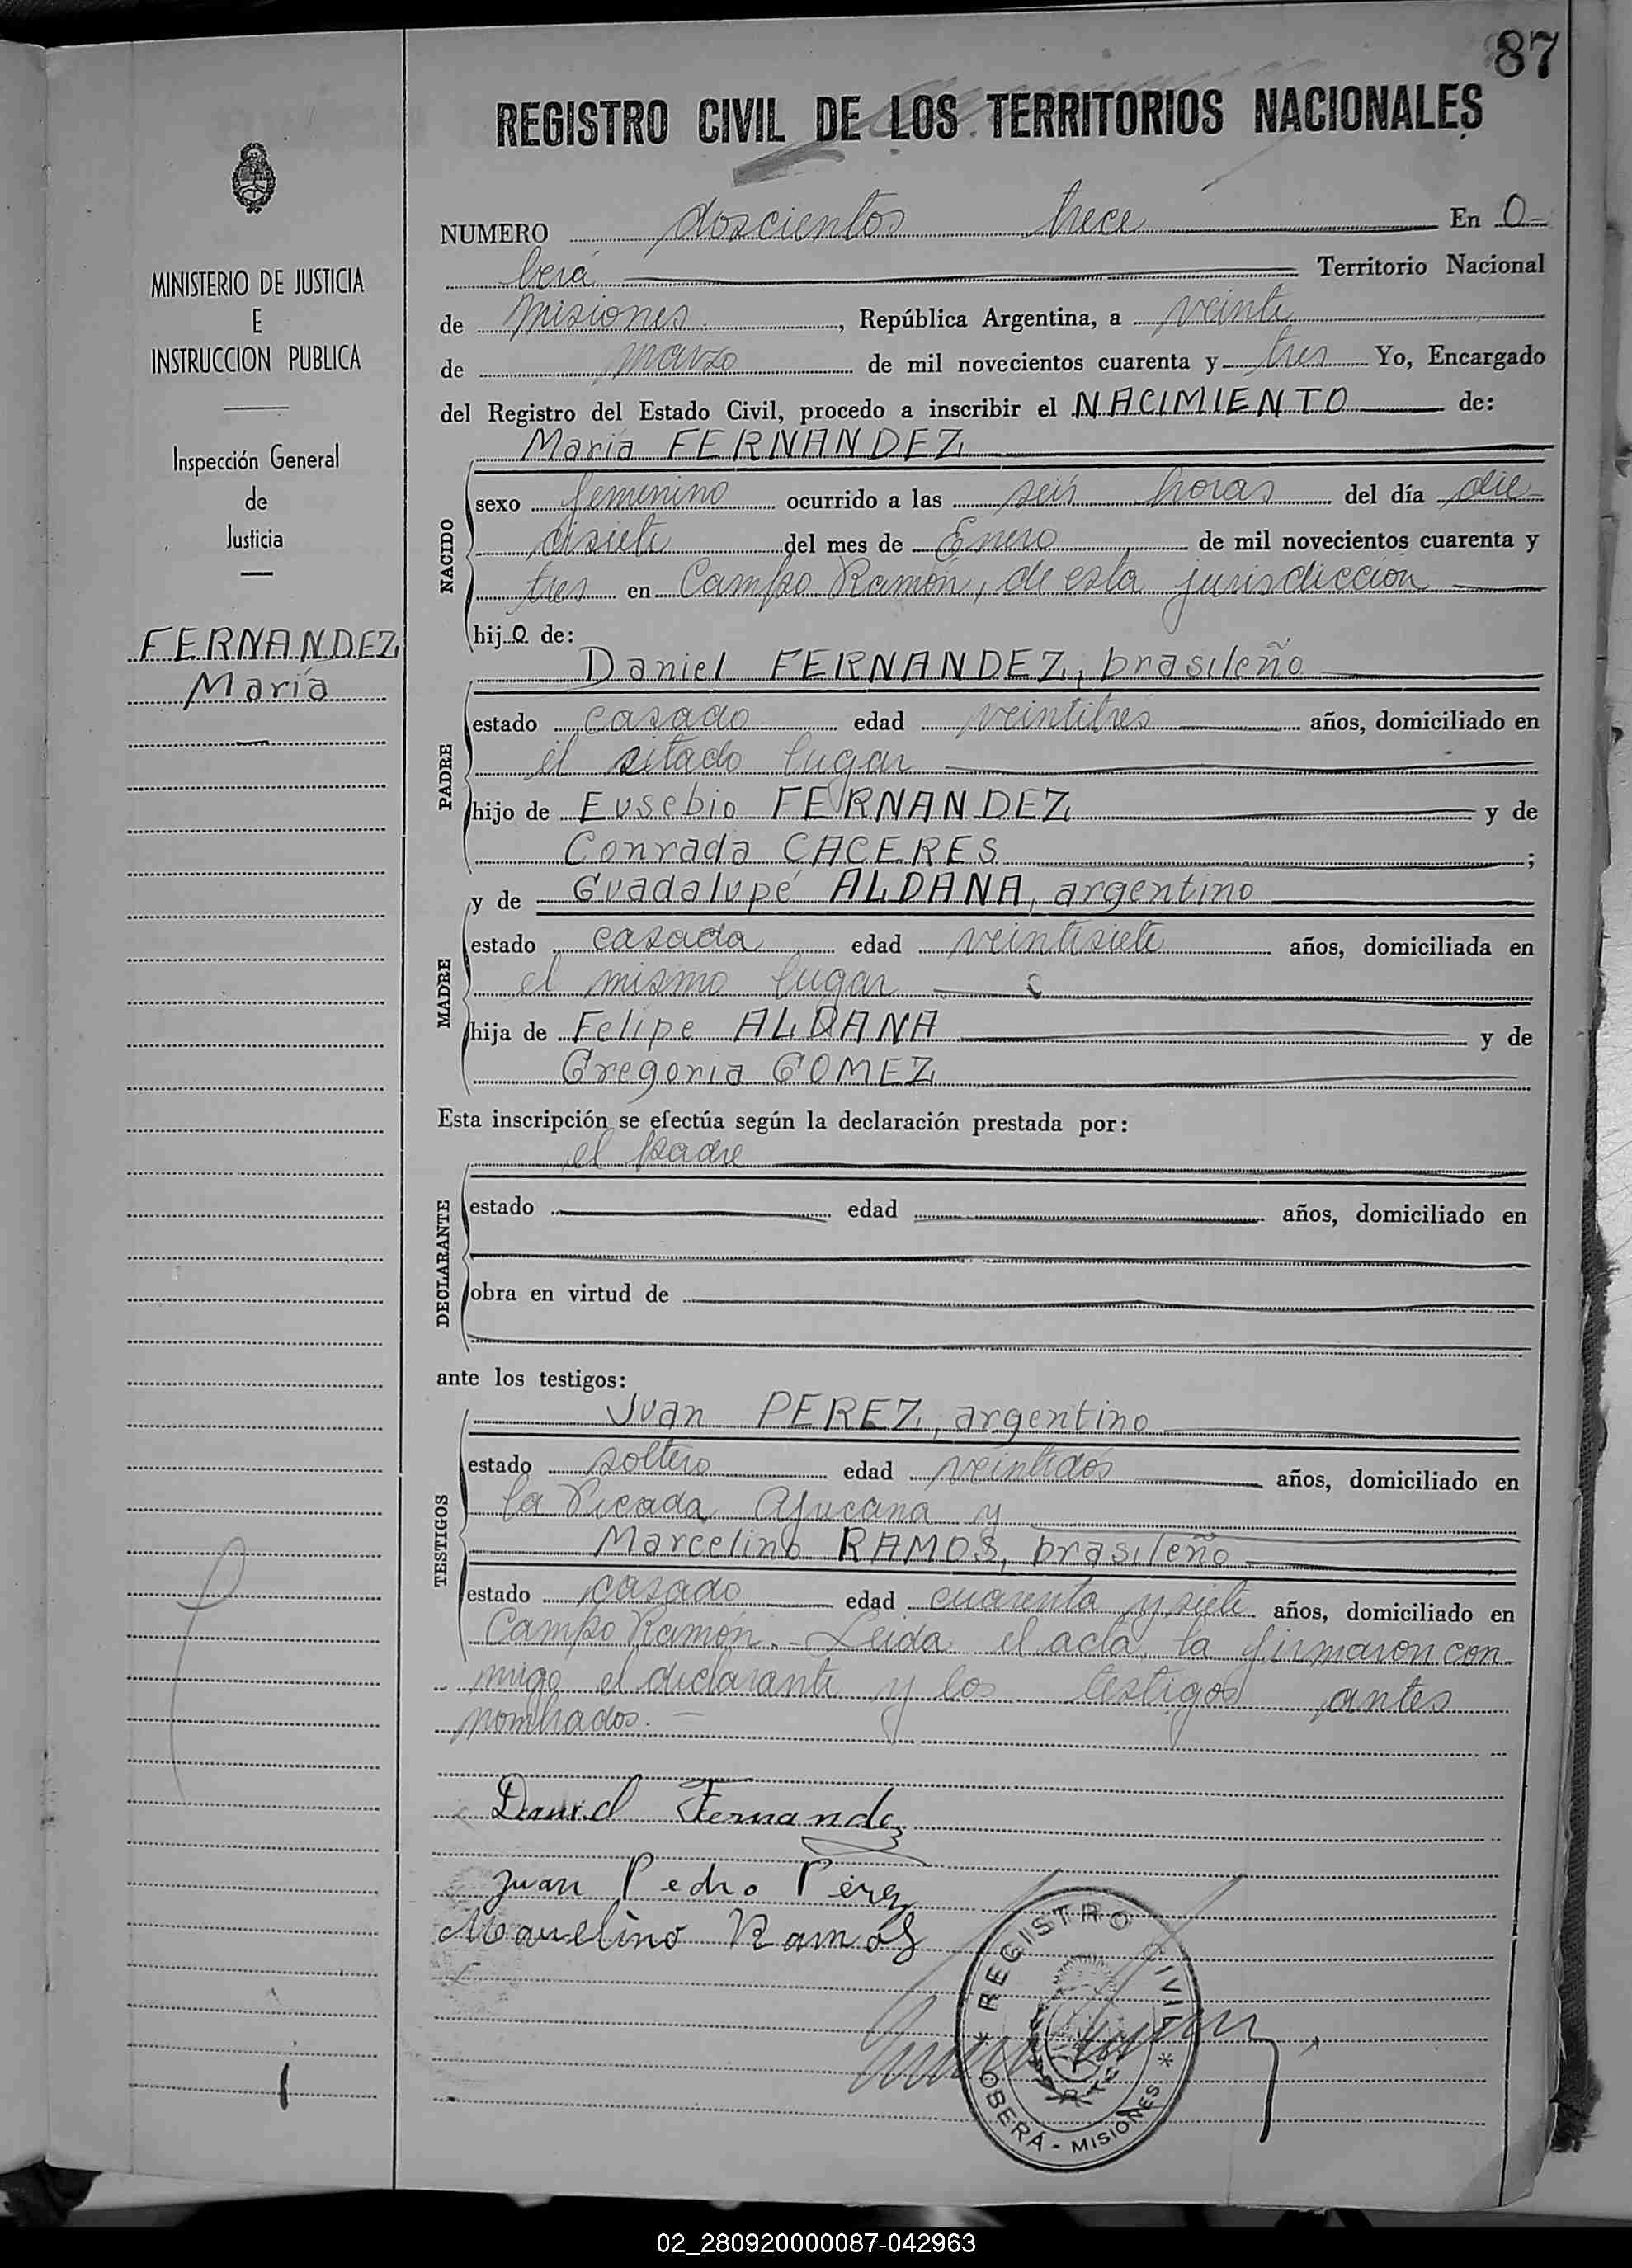 87
REGISTRO CIVIL DE LOS TERRITORIOS NACIONALES
MINISTERIO DE JUSTICIA
E
INSTRUCCION PUBLICA
Inspección General
de
Justicia
FERNANDEZ
María
NUMERO doscientos trece En O-
berá Territorio Nacional
de Misiones, República Argentina, a veinte
de marzo de mil novecientos cuarenta y tres Yo, Encargado
del Registro del Estado Civil, procedo a inscribir el NACIMIENTO de:
María FERNANDEZ
NACIDO
sexo femenino ocurrido a las seis horas del día die-
cisiete del mes de Enero de mil novecientos cuarenta y
tres en Campo Ramón, de esta jurisdicción
hija de:
Daniel FERNANDEZ, brasileño
PADRE
estado casado edad veintitrés años, domiciliado en
el sitado lugar
hijo de Eusebio FERNANDEZ y de
Conrada CACERES ;
y de Guadalupe ALDANA, argentino
MADRE
estado casada edad veintisiete años, domiciliada en
el mismo lugar
hija de Felipe ALDANA y de
Gregoria GOMEZ
Esta inscripción se efectúa según la declaración prestada por:
el padre
DECLARANTE
estado edad años, domiciliado en
obra en virtud de
ante los testigos:
Juan PEREZ, argentino
TESTIGOS
estado soltero edad veintidós años, domiciliado en
la Picada y
Marcelino RAMOS, brasileño
estado casado edad cuarenta y siete años, domiciliado en
Campo Ramón.- Leida el acta, la firmaron con-
migo el declarante y los testigos antes
nombrados.-
Daniel Fernandez
Juan Pedro Pérez
Marcelino Ramos
REGISTRO CIVIL
* OBERÁ - MISIONES *
02_280920000087-042963